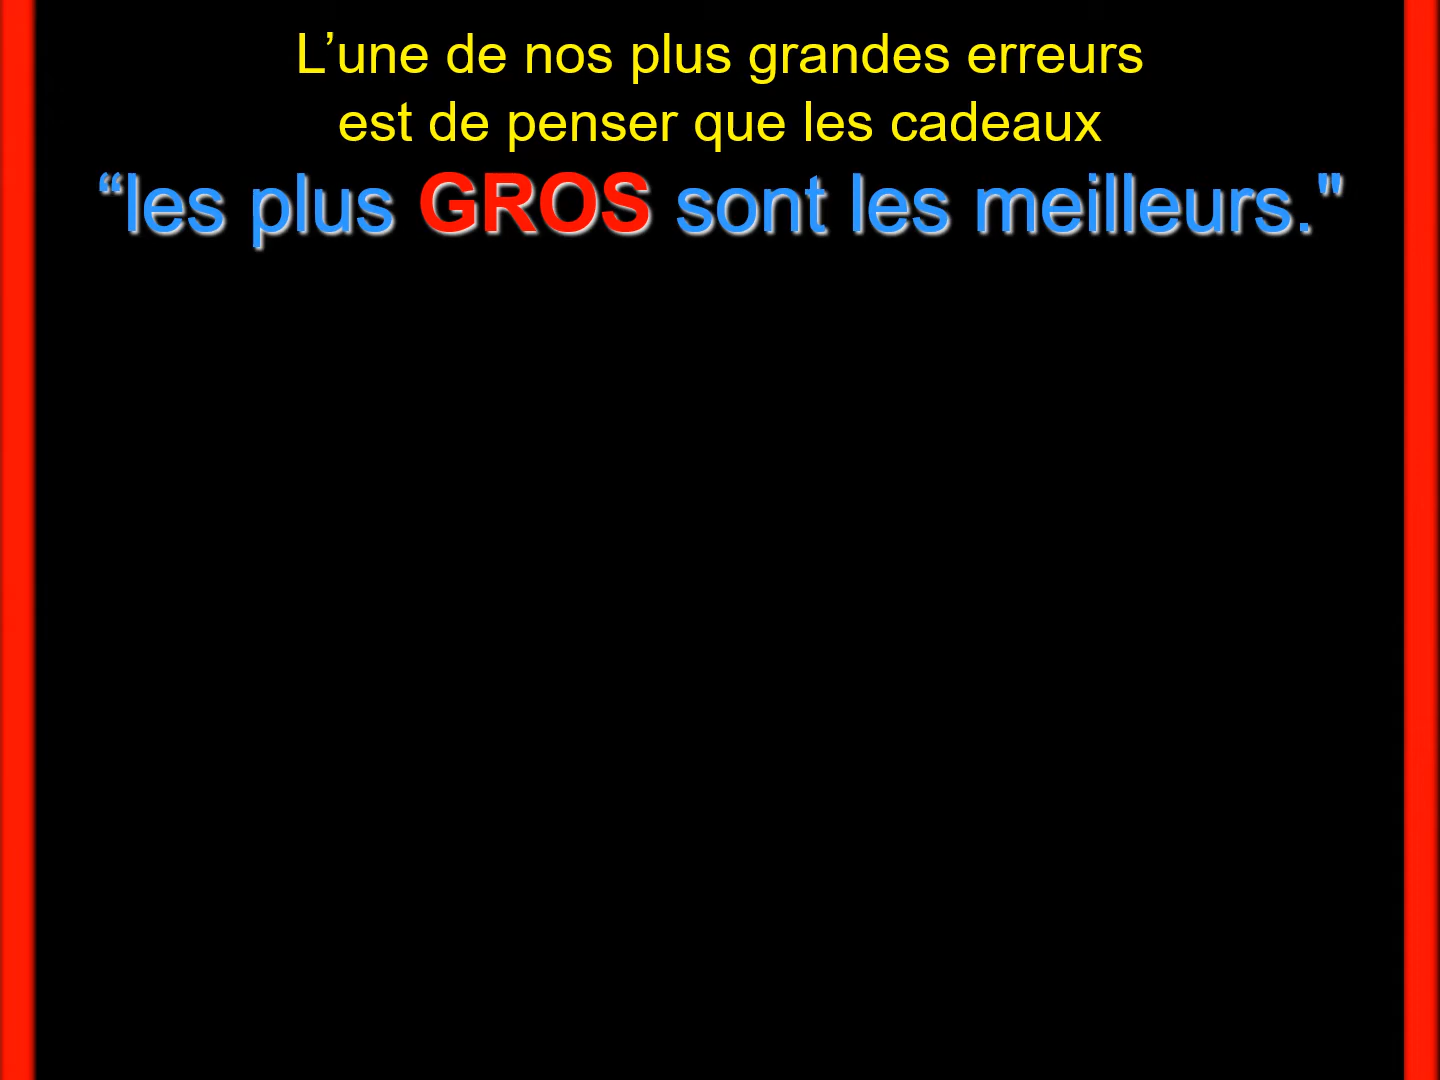 L’une de nos plus grandes erreurs
est de penser que les cadeaux
“les plus GROS sont les meilleurs."